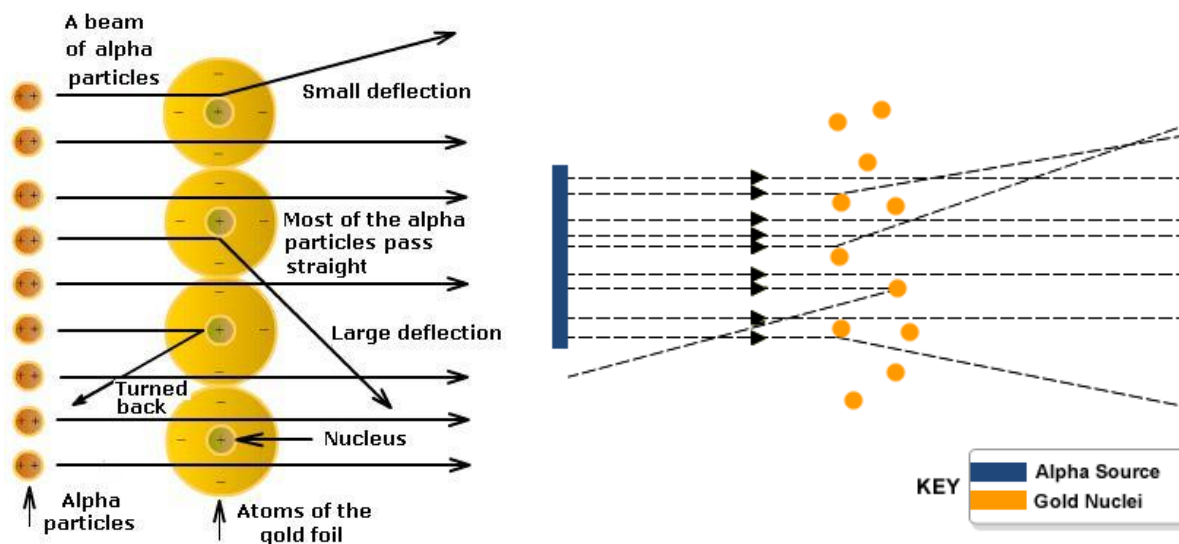 A beam
of alpha
particles
Small deflection
Most of the alpha
particles pass
straight
Large deflection
Turned
back
Nucleus
Alpha
particles
Atoms of the
gold foil
KEY
Alpha Source
Gold Nuclei